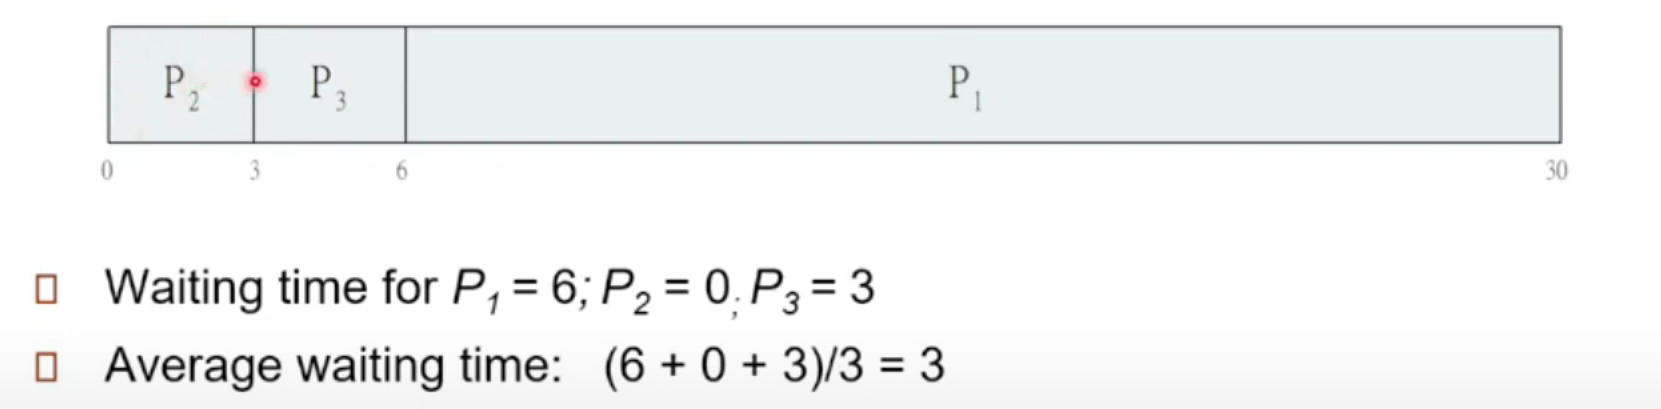 P₂ P₃ P₁
0 3 6 30
Waiting time for P₁ = 6; P₂ = 0; P₃ = 3
Average waiting time: (6 + 0 + 3)/3 = 3